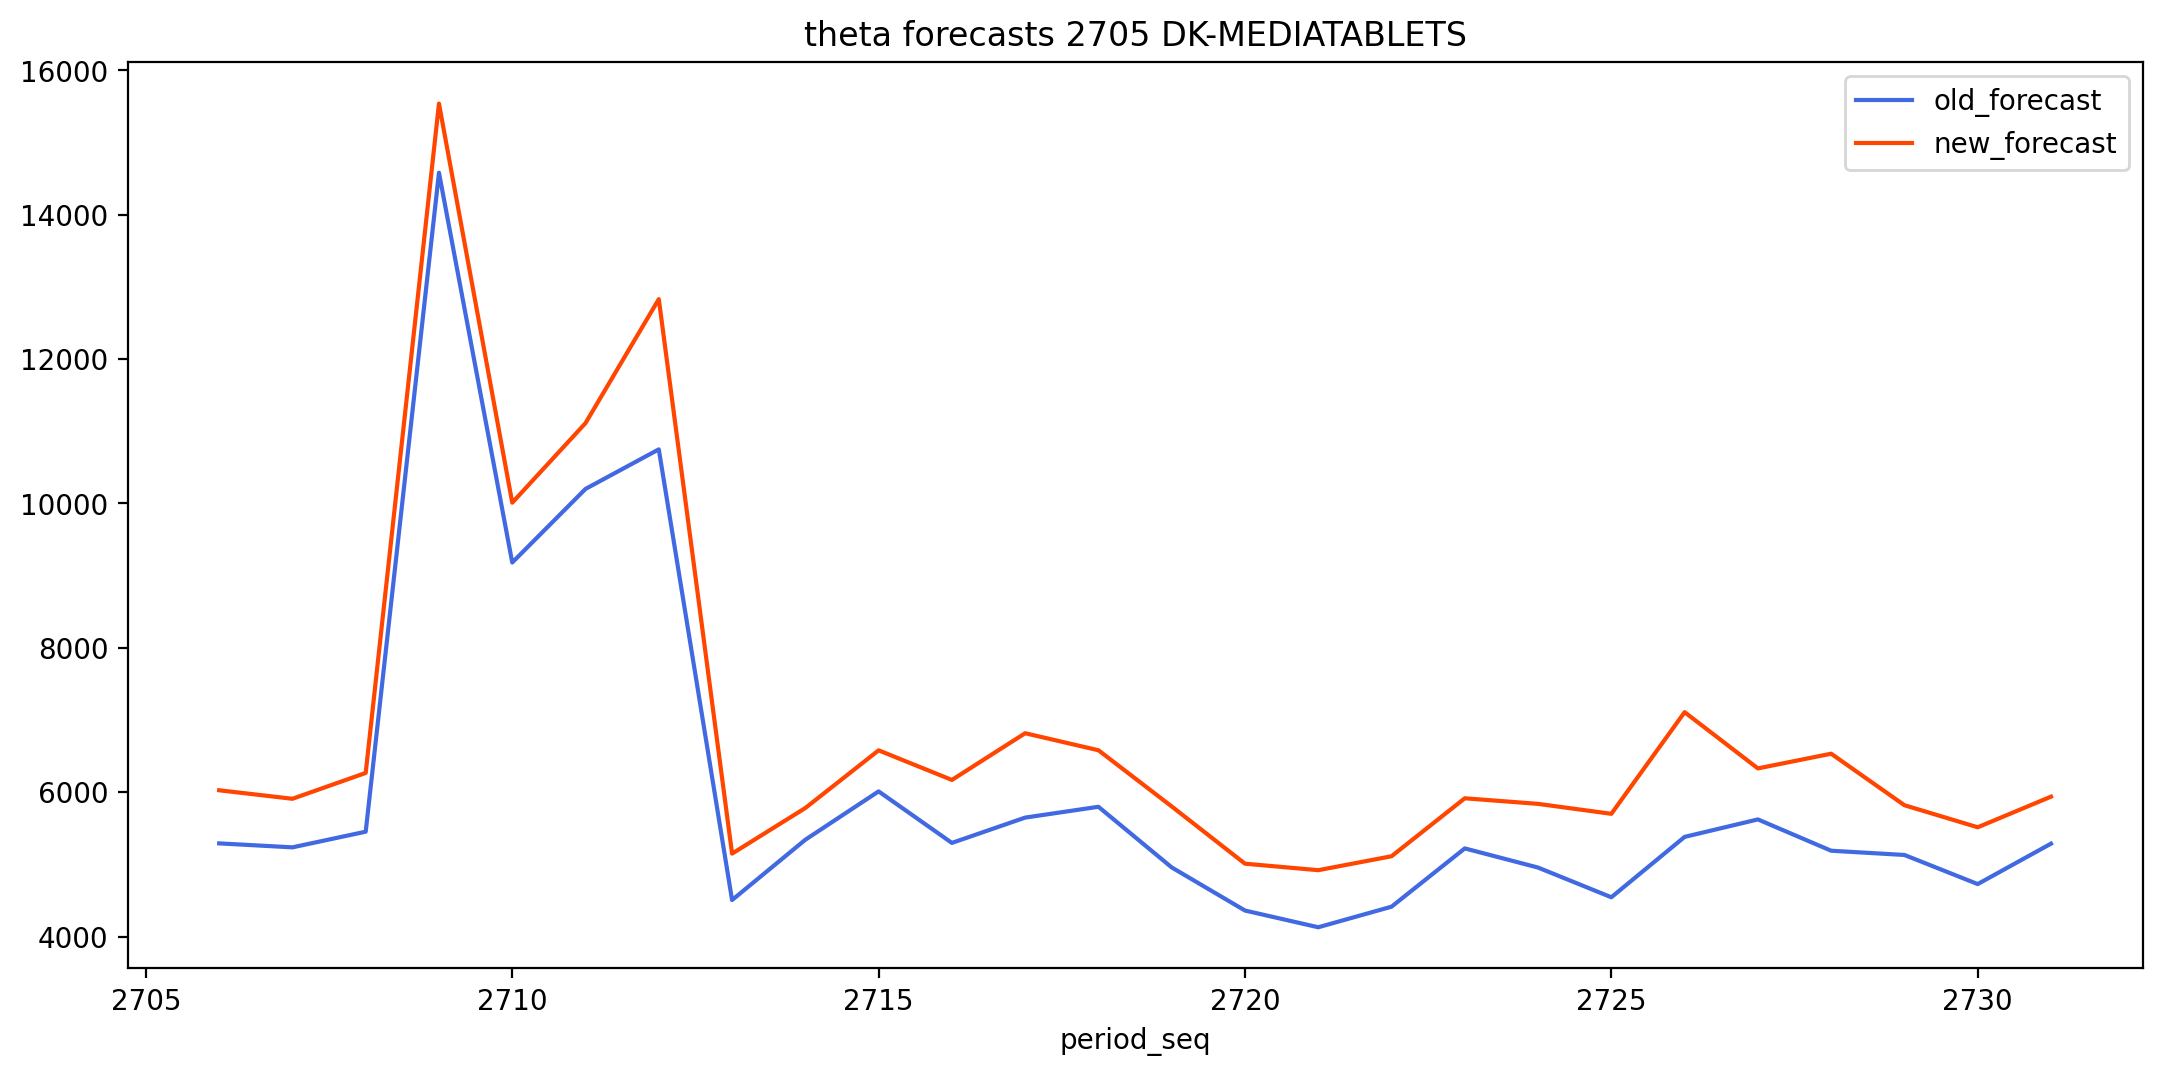 theta forecasts 2705 DK-MEDIATABLETS
16000
14000
12000
10000
8000
6000
4000
old_forecast
new_forecast
2705 2710 2715 2720 2725 2730
period_seq